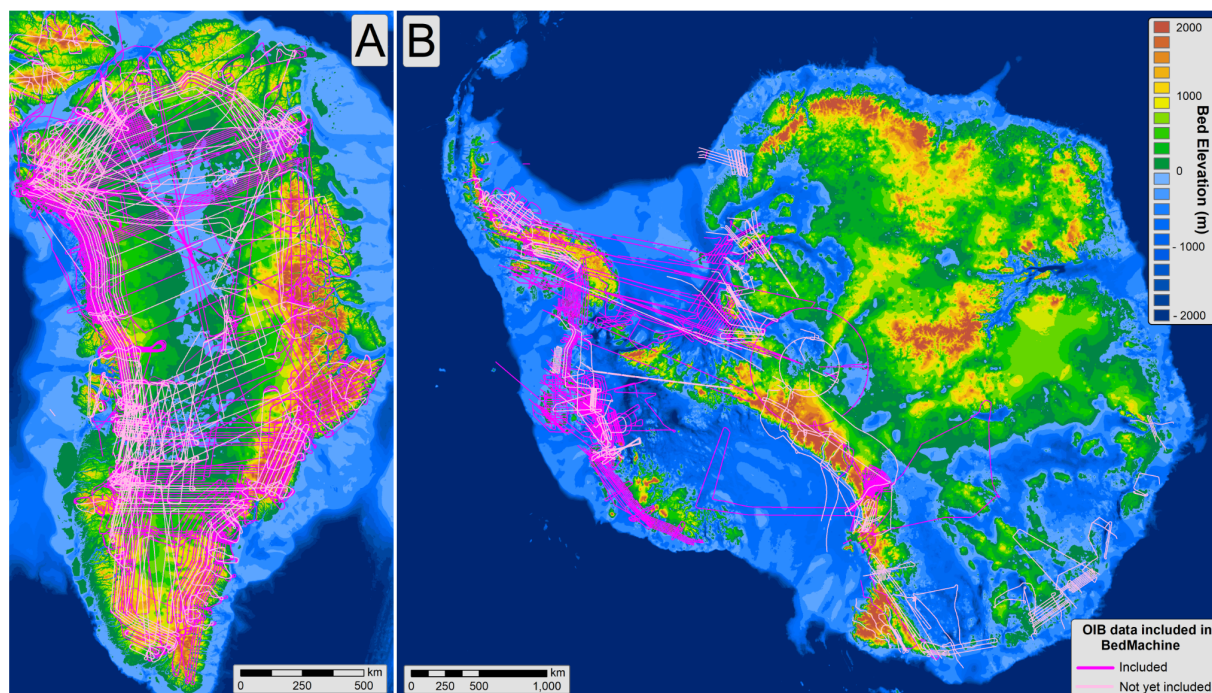 A
B
2000
1000
0
- 1000
- 2000
Bed Elevation (m)
km
0 250 500
km
0 250 500 1,000
OIB data included in
BedMachine
Included
Not yet included